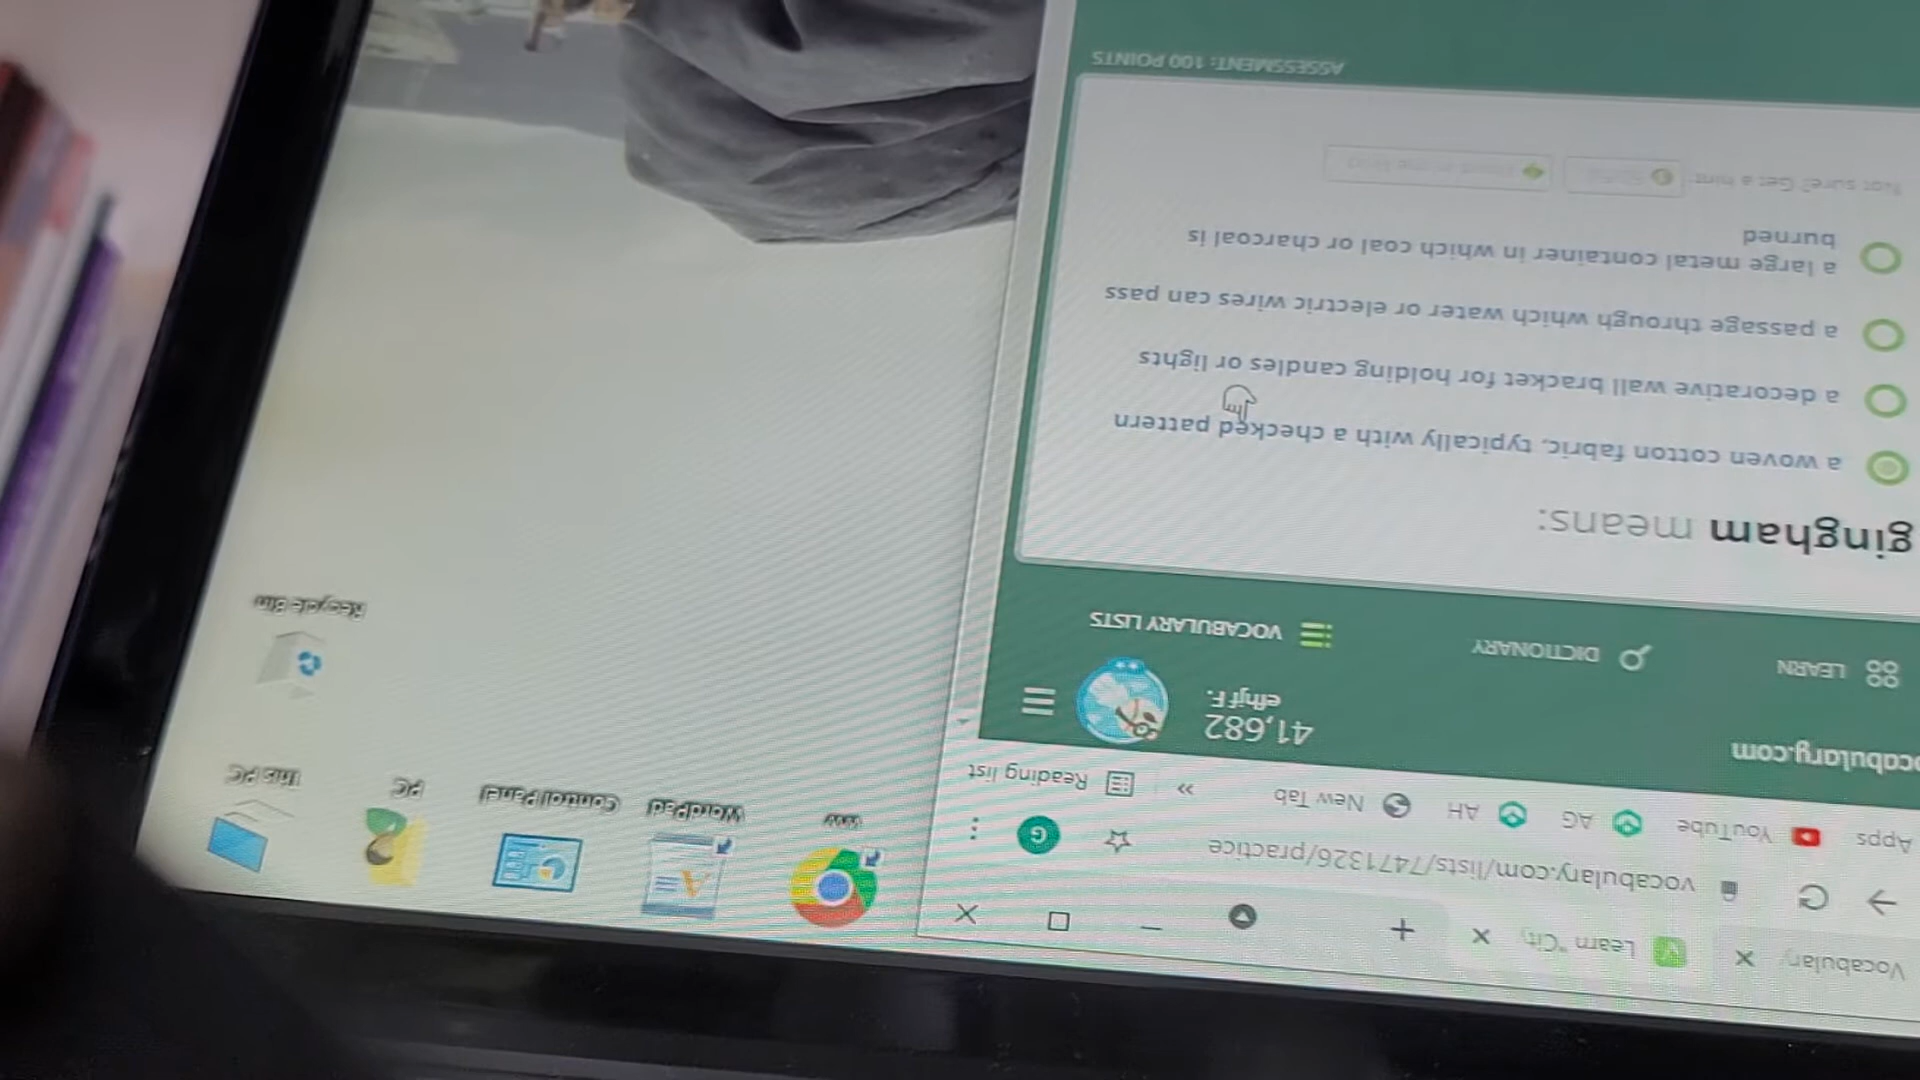 Vocabulary
Learn "City
vocabulary.com/lists/7471326/practice
Apps
YouTube
AG
AH
New Tab
»
Reading list
ocabulary.com
41,682
efhjf F.
LEARN
DICTIONARY
VOCABULARY LISTS
gingham means:
a woven cotton fabric, typically with a checked pattern
a decorative wall bracket for holding candles or lights
a passage through which water or electric wires can pass
a large metal container in which coal or charcoal is
burned
Not sure? Get a hint:
ASSESSMENT: 100 POINTS
WordPad
Control Panel
PC
This PC
Recycle Bin
G